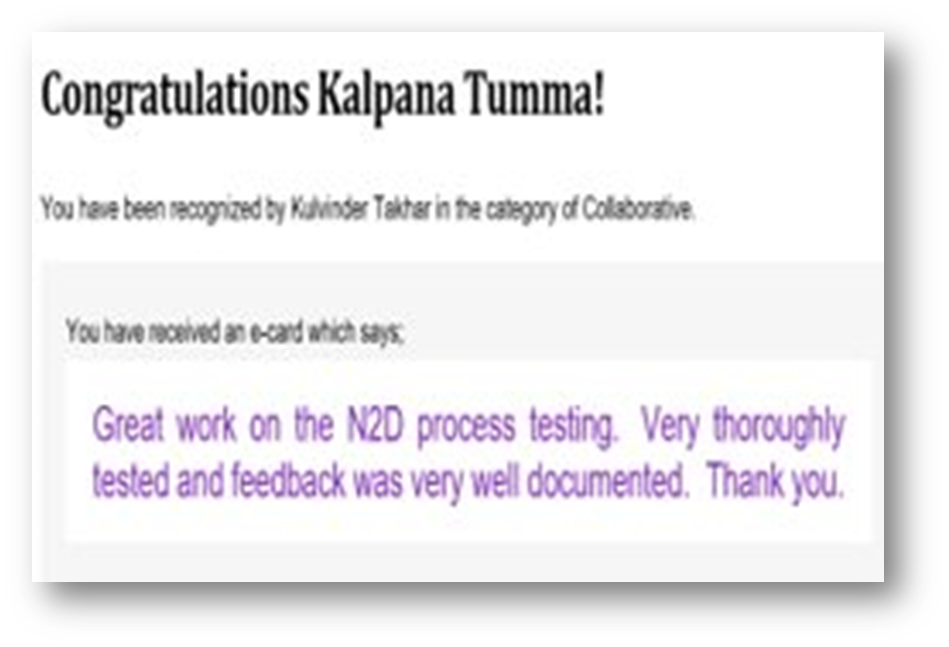 Congratulations Kalpana Tumma!
You have been recognized by Kulvinder Takhar in the category of Collaborative.
You have received an e-card which says;
Great work on the N2D process testing. Very thoroughly
tested and feedback was very well documented. Thank you.